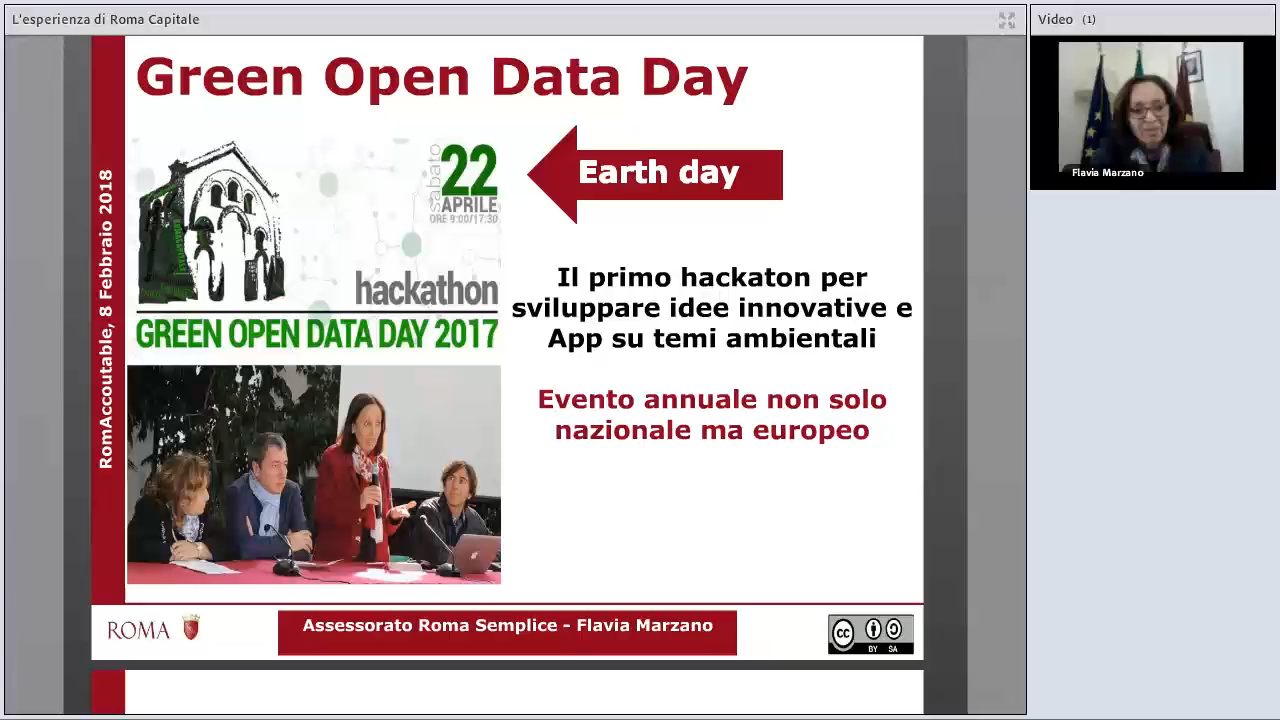 L'esperienza di Roma Capitale
Video (1)
Flavia Marzano
Green Open Data Day
RomAccoutable, 8 Febbraio 2018
sabato
22
APRILE
ORE 9:00/17:30
hackathon
GREEN OPEN DATA DAY 2017
Earth day
Il primo hackaton per
sviluppare idee innovative e
App su temi ambientali
Evento annuale non solo
nazionale ma europeo
ROMA
Assessorato Roma Semplice - Flavia Marzano
cc
BY SA